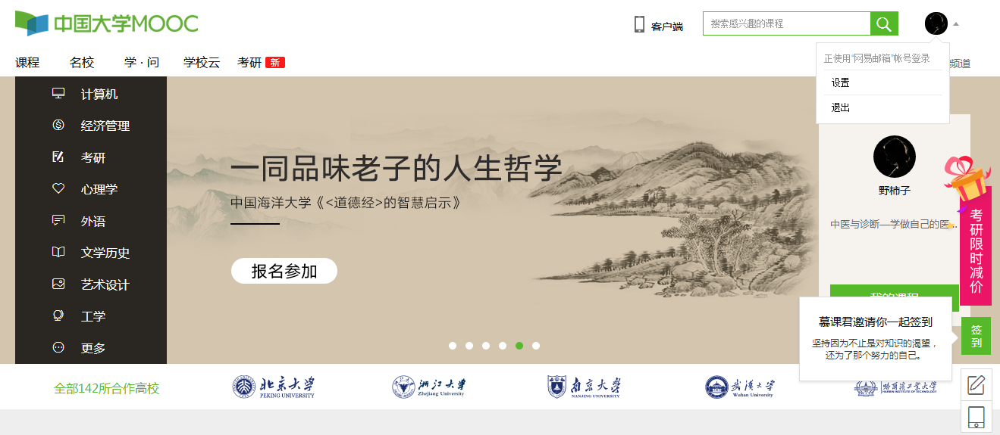 中国大学MOOC
客户端
搜索感兴趣的课程
课程
名校
学 · 问
学校云
考研
新
正使用“网易邮箱”帐号登录
设置
退出
频道
计算机
经济管理
考研
心理学
外语
文学历史
艺术设计
工学
更多
一同品味老子的人生哲学
中国海洋大学《<道德经>的智慧启示》
报名参加
野柿子
中医与诊断—学做自己的医...
考研限时减价
我的课程
慕课君邀请你一起签到
坚持因为不止是对知识的渴望，
还为了那个努力的自己。
签到
全部142所合作高校
北京大学
PEKING UNIVERSITY
浙江大学
Zhejiang University
南京大学
NANJING UNIVERSITY
武汉大学
Wuhan University
哈尔滨工业大学
HARBIN INSTITUTE OF TECHNOLOGY